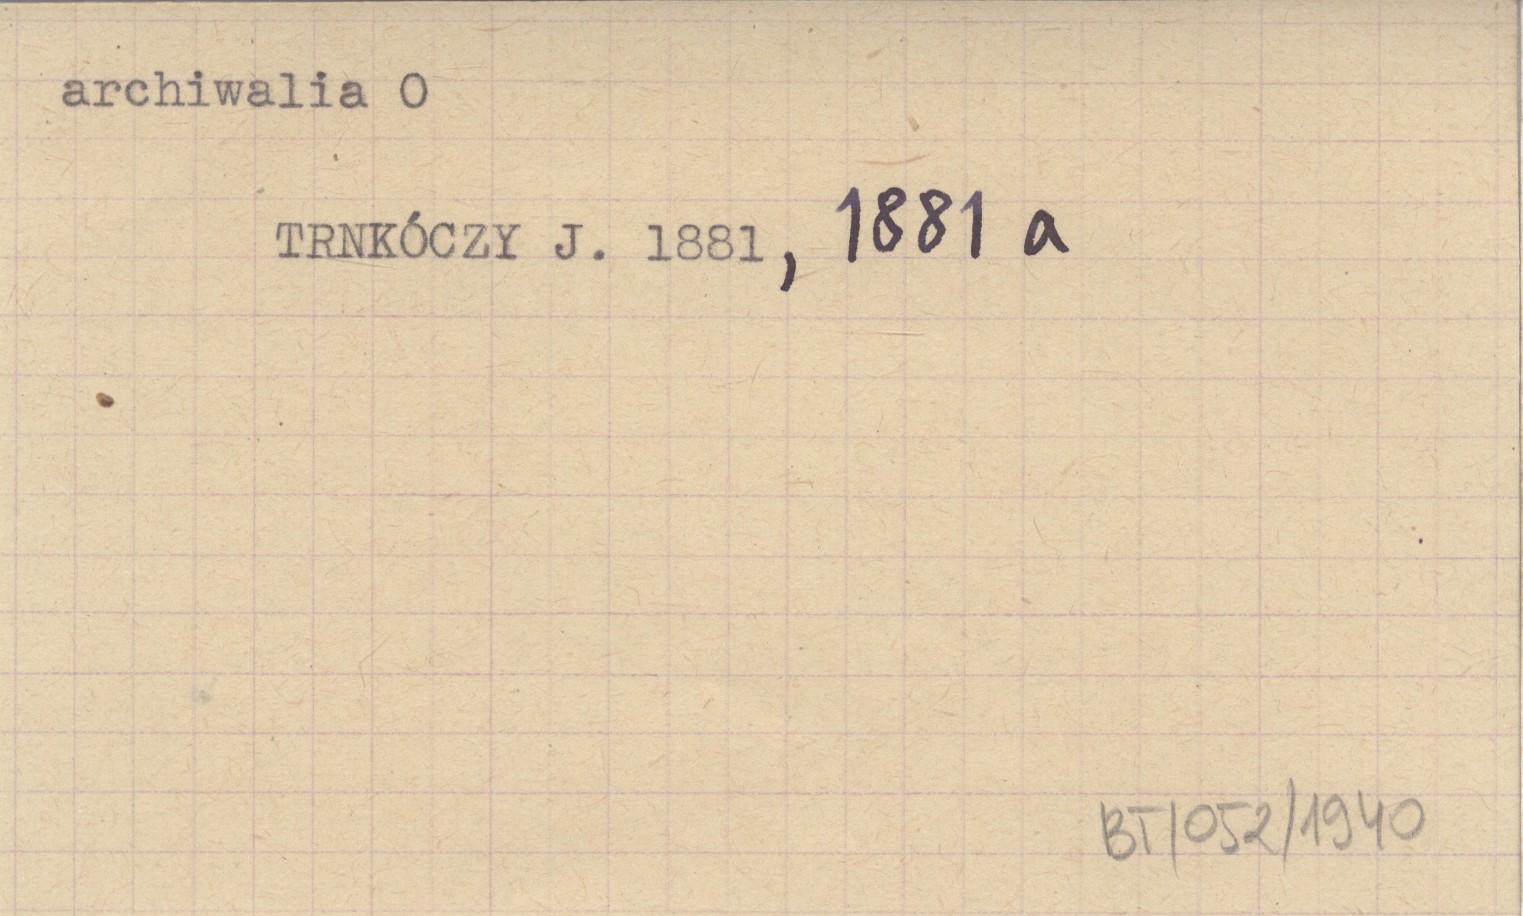 archiwalia O
TRNKÓCZY J. 1881, 1881 a
BT/052/1940